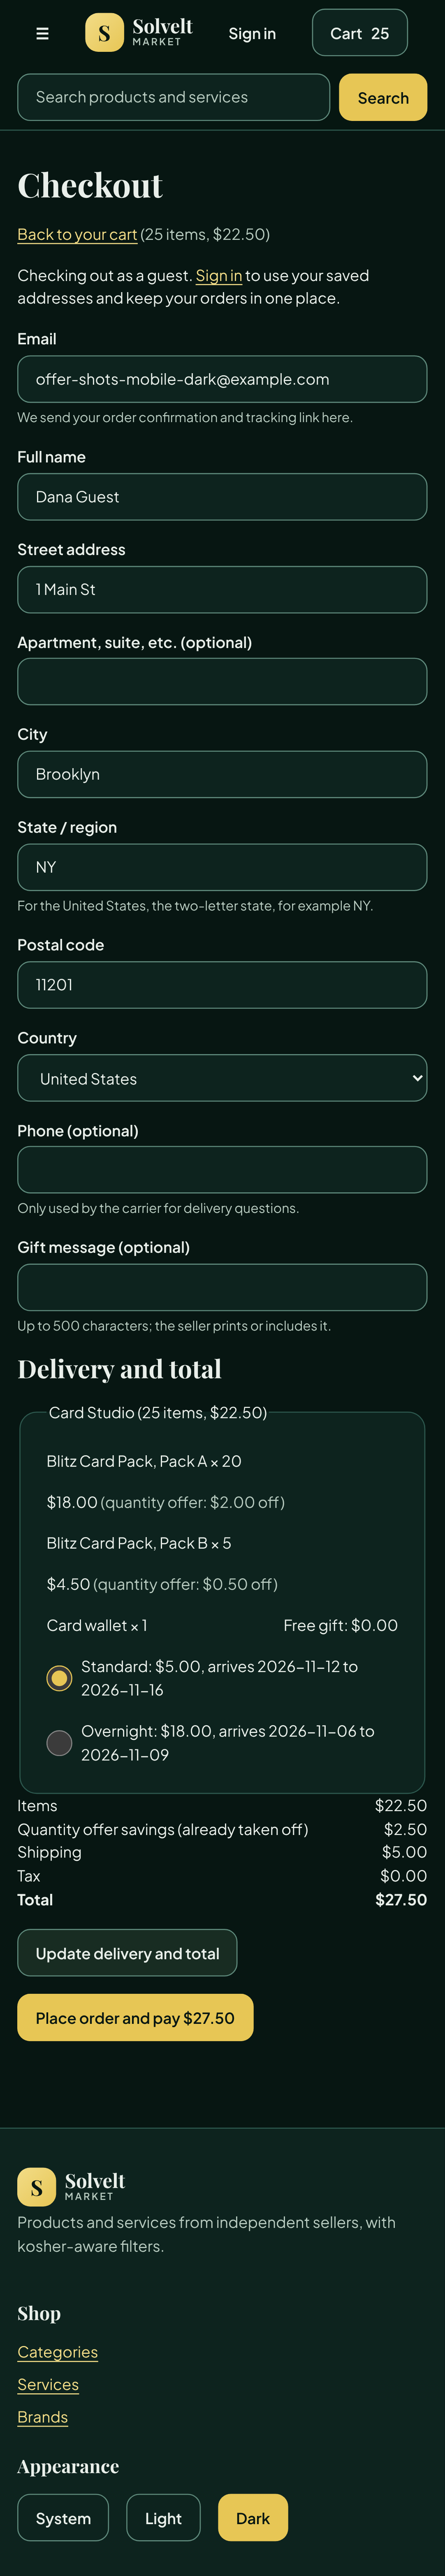 ☰ S Solvelt MARKET Sign in Cart 25
Search products and services Search
Checkout
Back to your cart (25 items, $22.50)
Checking out as a guest. Sign in to use your saved
addresses and keep your orders in one place.
Email
offer-shots-mobile-dark@example.com
We send your order confirmation and tracking link here.
Full name
Dana Guest
Street address
1 Main St
Apartment, suite, etc. (optional)
City
Brooklyn
State / region
NY
For the United States, the two-letter state, for example NY.
Postal code
11201
Country
United States
Phone (optional)
Only used by the carrier for delivery questions.
Gift message (optional)
Up to 500 characters; the seller prints or includes it.
Delivery and total
Card Studio (25 items, $22.50)
Blitz Card Pack, Pack A × 20
$18.00 (quantity offer: $2.00 off)
Blitz Card Pack, Pack B × 5
$4.50 (quantity offer: $0.50 off)
Card wallet × 1 Free gift: $0.00
Standard: $5.00, arrives 2026-11-12 to
2026-11-16
Overnight: $18.00, arrives 2026-11-06 to
2026-11-09
Items $22.50
Quantity offer savings (already taken off) $2.50
Shipping $5.00
Tax $0.00
Total $27.50
Update delivery and total
Place order and pay $27.50
S Solvelt
MARKET
Products and services from independent sellers, with
kosher-aware filters.
Shop
Categories
Services
Brands
Appearance
System Light Dark